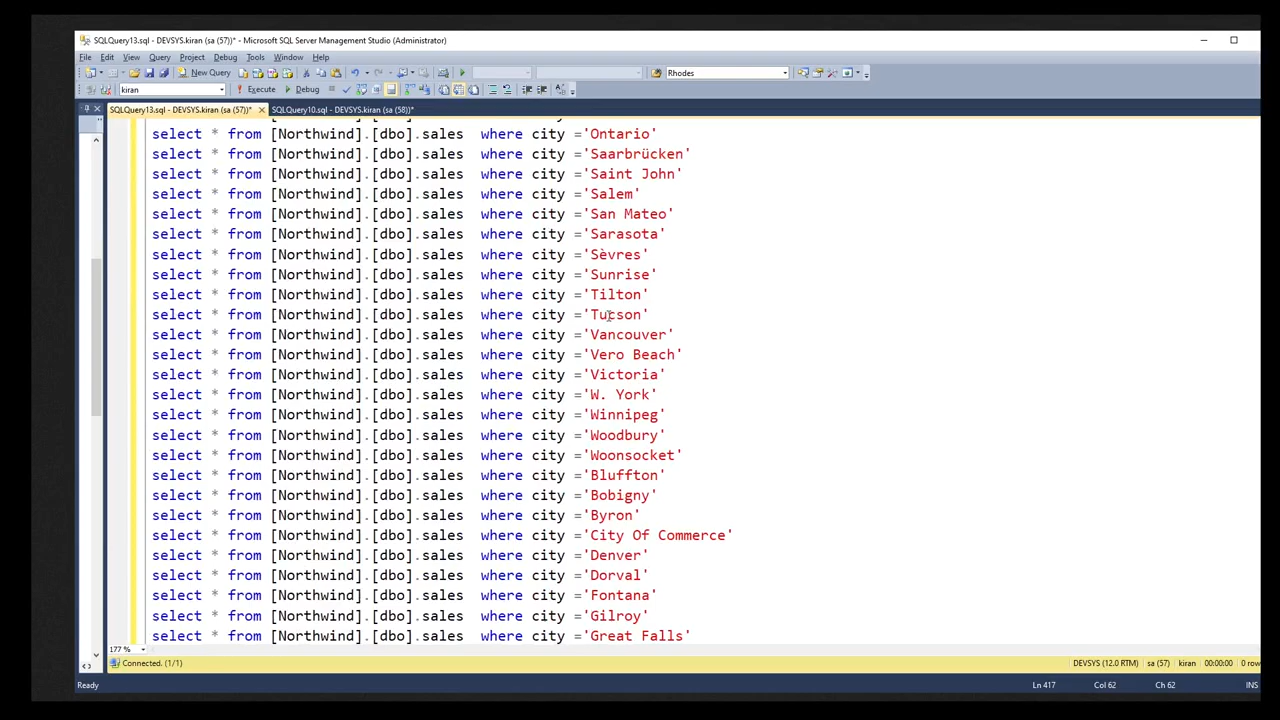 SQLQuery13.sql - DEVSYS.kiran (sa (57))* - Microsoft SQL Server Management Studio (Administrator)
File Edit View Query Project Debug Tools Window Help
New Query Rhodes
kiran Execute Debug
SQLQuery13.sql - DEVSYS.kiran (sa (57))* SQLQuery10.sql - DEVSYS.kiran (sa (58))*
select * from [Northwind].[dbo].sales where city ='Ontario'
select * from [Northwind].[dbo].sales where city ='Saarbrücken'
select * from [Northwind].[dbo].sales where city ='Saint John'
select * from [Northwind].[dbo].sales where city ='Salem'
select * from [Northwind].[dbo].sales where city ='San Mateo'
select * from [Northwind].[dbo].sales where city ='Sarasota'
select * from [Northwind].[dbo].sales where city ='Sèvres'
select * from [Northwind].[dbo].sales where city ='Sunrise'
select * from [Northwind].[dbo].sales where city ='Tilton'
select * from [Northwind].[dbo].sales where city ='Tucson'
select * from [Northwind].[dbo].sales where city ='Vancouver'
select * from [Northwind].[dbo].sales where city ='Vero Beach'
select * from [Northwind].[dbo].sales where city ='Victoria'
select * from [Northwind].[dbo].sales where city ='W. York'
select * from [Northwind].[dbo].sales where city ='Winnipeg'
select * from [Northwind].[dbo].sales where city ='Woodbury'
select * from [Northwind].[dbo].sales where city ='Woonsocket'
select * from [Northwind].[dbo].sales where city ='Bluffton'
select * from [Northwind].[dbo].sales where city ='Bobigny'
select * from [Northwind].[dbo].sales where city ='Byron'
select * from [Northwind].[dbo].sales where city ='City Of Commerce'
select * from [Northwind].[dbo].sales where city ='Denver'
select * from [Northwind].[dbo].sales where city ='Dorval'
select * from [Northwind].[dbo].sales where city ='Fontana'
select * from [Northwind].[dbo].sales where city ='Gilroy'
select * from [Northwind].[dbo].sales where city ='Great Falls'
177 %
Connected. (1/1) DEVSYS (12.0 RTM) sa (57) kiran 00:00:00 0 row
Ready Ln 417 Col 62 Ch 62 INS